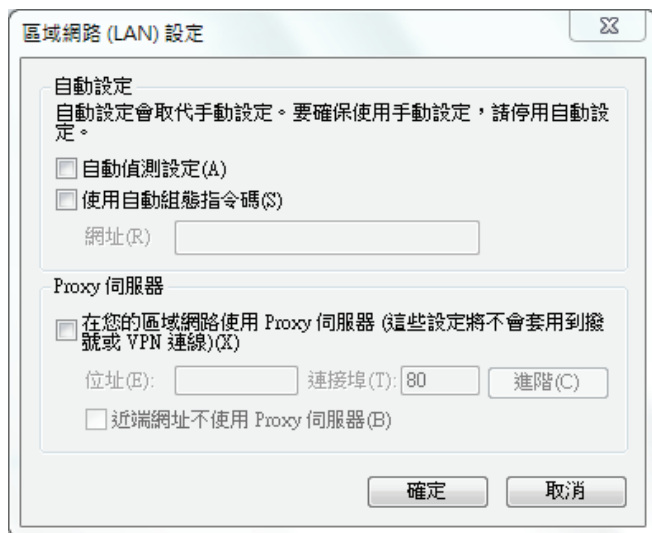 區域網路 (LAN) 設定
自動設定
自動設定會取代手動設定。要確保使用手動設定，請停用自動設
定。
自動偵測設定(A)
使用自動組態指令碼(S)
網址(R)
Proxy 伺服器
在您的區域網路使用 Proxy 伺服器 (這些設定將不會套用到撥
號或 VPN 連線)(X)
位址(E): 連接埠(T): 80 進階(C)
近端網址不使用 Proxy 伺服器(B)
確定 取消